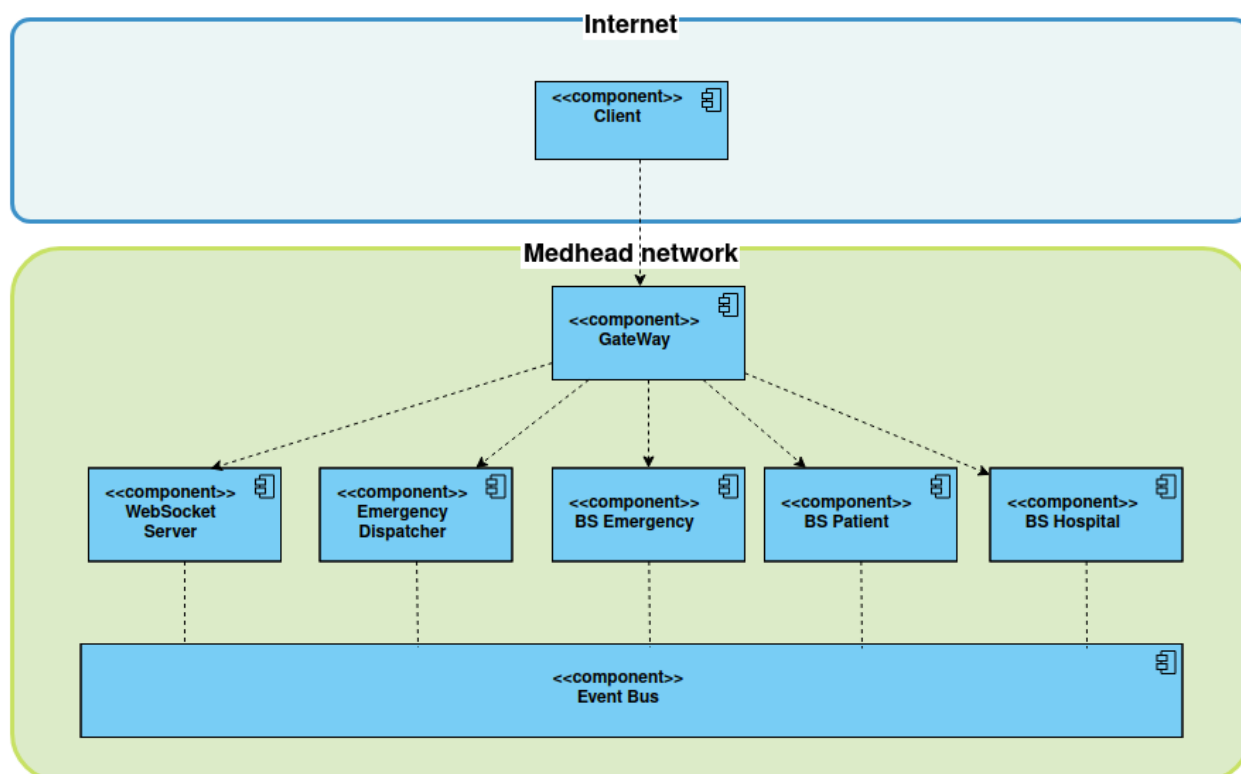 Internet
<<component>>
Client
Medhead network
<<component>>
GateWay
<<component>>
WebSocket
Server
<<component>>
Emergency
Dispatcher
<<component>>
BS Emergency
<<component>>
BS Patient
<<component>>
BS Hospital
<<component>>
Event Bus